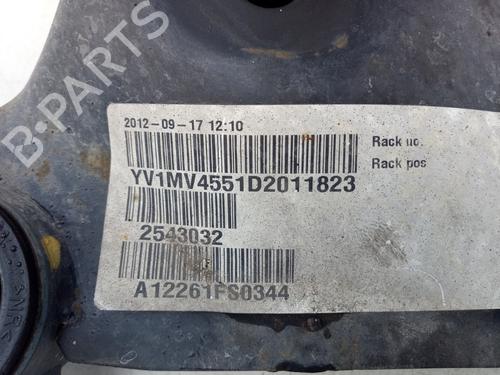 B-PARTS
2012-09-17 12:10
Rack no.
YV1MV4551D2011823
Rack pos
2543032
A12261FS0344